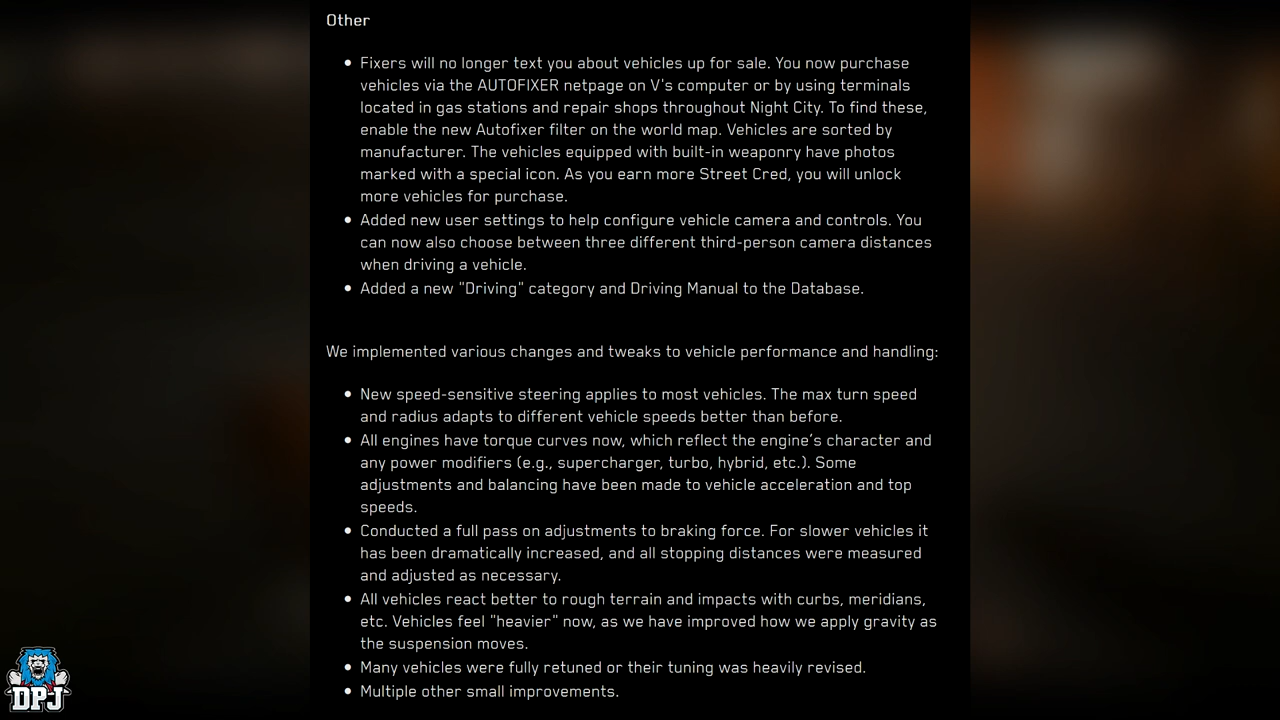 Other
• Fixers will no longer text you about vehicles up for sale. You now purchase
vehicles via the AUTOFIXER netpage on V's computer or by using terminals
located in gas stations and repair shops throughout Night City. To find these,
enable the new Autofixer filter on the world map. Vehicles are sorted by
manufacturer. The vehicles equipped with built-in weaponry have photos
marked with a special icon. As you earn more Street Cred, you will unlock
more vehicles for purchase.
• Added new user settings to help configure vehicle camera and controls. You
can now also choose between three different third-person camera distances
when driving a vehicle.
• Added a new "Driving" category and Driving Manual to the Database.
We implemented various changes and tweaks to vehicle performance and handling:
• New speed-sensitive steering applies to most vehicles. The max turn speed
and radius adapts to different vehicle speeds better than before.
• All engines have torque curves now, which reflect the engine’s character and
any power modifiers (e.g., supercharger, turbo, hybrid, etc.). Some
adjustments and balancing have been made to vehicle acceleration and top
speeds.
• Conducted a full pass on adjustments to braking force. For slower vehicles it
has been dramatically increased, and all stopping distances were measured
and adjusted as necessary.
• All vehicles react better to rough terrain and impacts with curbs, meridians,
etc. Vehicles feel "heavier" now, as we have improved how we apply gravity as
the suspension moves.
• Many vehicles were fully retuned or their tuning was heavily revised.
• Multiple other small improvements.
DPJ